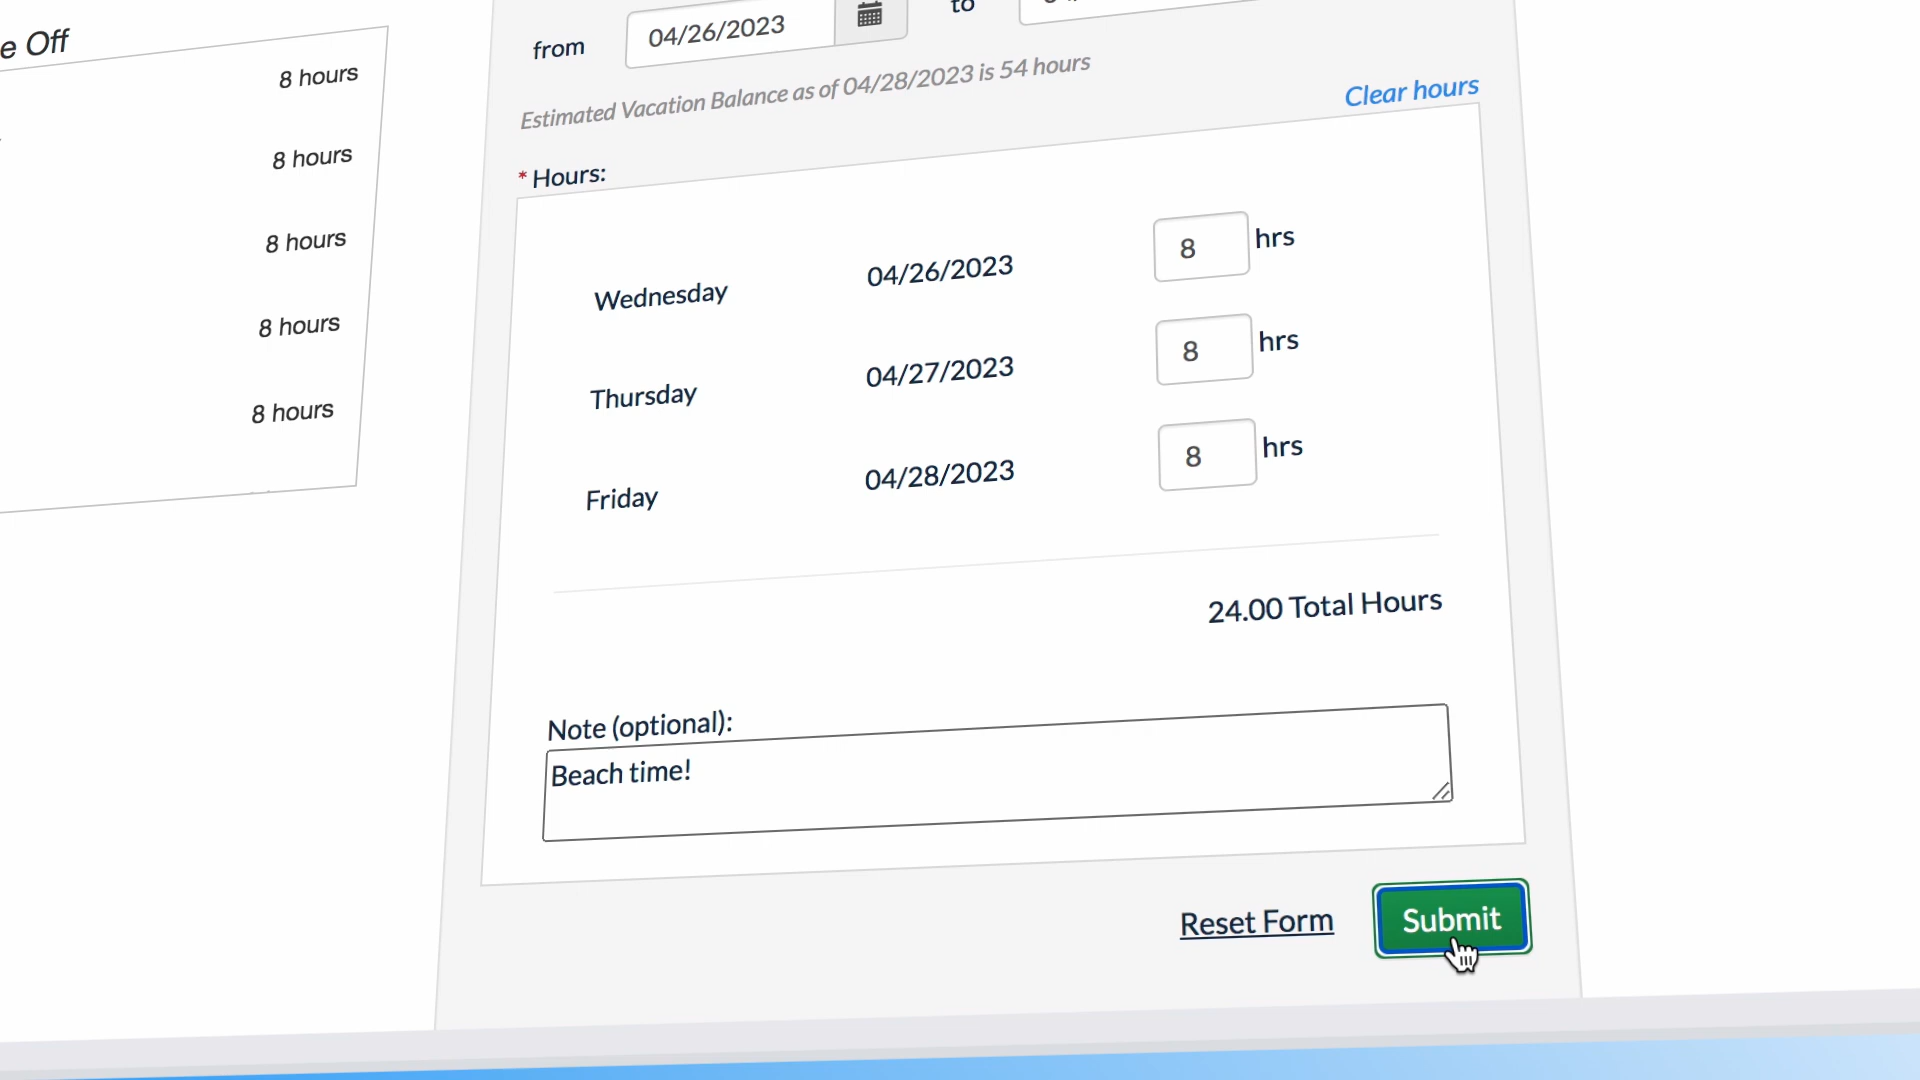 e Off
8 hours
8 hours
8 hours
8 hours
8 hours
from 04/26/2023 to
Estimated Vacation Balance as of 04/28/2023 is 54 hours
Clear hours
* Hours:
Wednesday 04/26/2023 8 hrs
Thursday 04/27/2023 8 hrs
Friday 04/28/2023 8 hrs
24.00 Total Hours
Note (optional):
Beach time!
Reset Form Submit